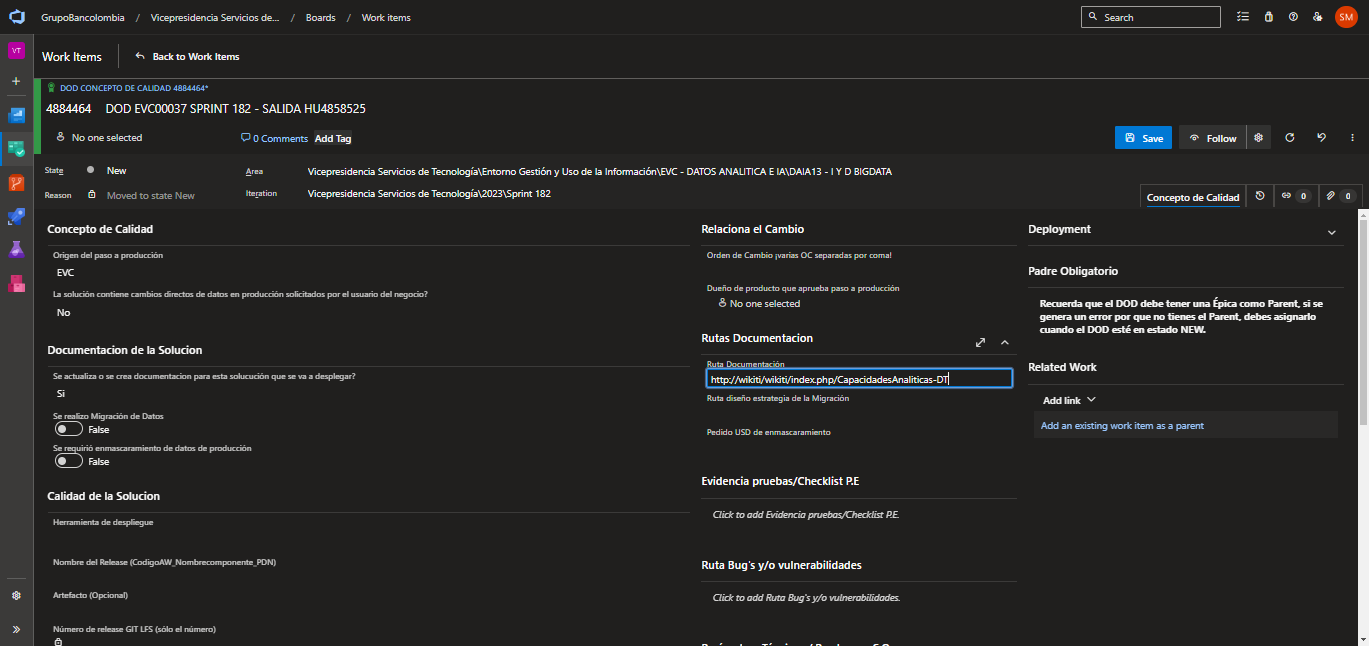 GrupoBancolombia / Vicepresidencia Servicios de... / Boards / Work items
Search
SM
VT
Work Items
Back to Work Items
DOD CONCEPTO DE CALIDAD 4884464*
4884464 DOD EVC00037 SPRINT 182 - SALIDA HU4858525
No one selected
0 Comments
Add Tag
Save
Follow
State
New
Area
Vicepresidencia Servicios de Tecnología\Entorno Gestión y Uso de la Información\EVC - DATOS ANALITICA E IA\DAIA13 - I Y D BIGDATA
Reason
Moved to state New
Iteration
Vicepresidencia Servicios de Tecnología\2023\Sprint 182
Concepto de Calidad
0
0
Concepto de Calidad
Origen del paso a producción
EVC
La solución contiene cambios directos de datos en producción solicitados por el usuario del negocio?
No
Documentacion de la Solucion
Se actualiza o se crea documentacion para esta solucución que se va a desplegar?
Si
Se realizo Migración de Datos
False
Se requirió enmascaramiento de datos de producción
False
Calidad de la Solucion
Herramienta de despliegue
Nombre del Release (CodigoAW_Nombrecomponente_PDN)
Artefacto (Opcional)
Número de release GIT LFS (sólo el número)
Relaciona el Cambio
Orden de Cambio ¡varias OC separadas por coma!
Dueño de producto que aprueba paso a producción
No one selected
Rutas Documentacion
Ruta Documentación
http://wikiti/wikiti/index.php/CapacidadesAnaliticas-DT
Ruta diseño estrategia de la Migración
Pedido USD de enmascaramiento
Evidencia pruebas/Checklist P.E
Click to add Evidencia pruebas/Checklist P.E.
Ruta Bug's y/o vulnerabilidades
Click to add Ruta Bug's y/o vulnerabilidades.
Deployment
Padre Obligatorio
Recuerda que el DOD debe tener una Épica como Parent, si se
genera un error por que no tienes el Parent, debes asignarlo
cuando el DOD esté en estado NEW.
Related Work
Add link
Add an existing work item as a parent